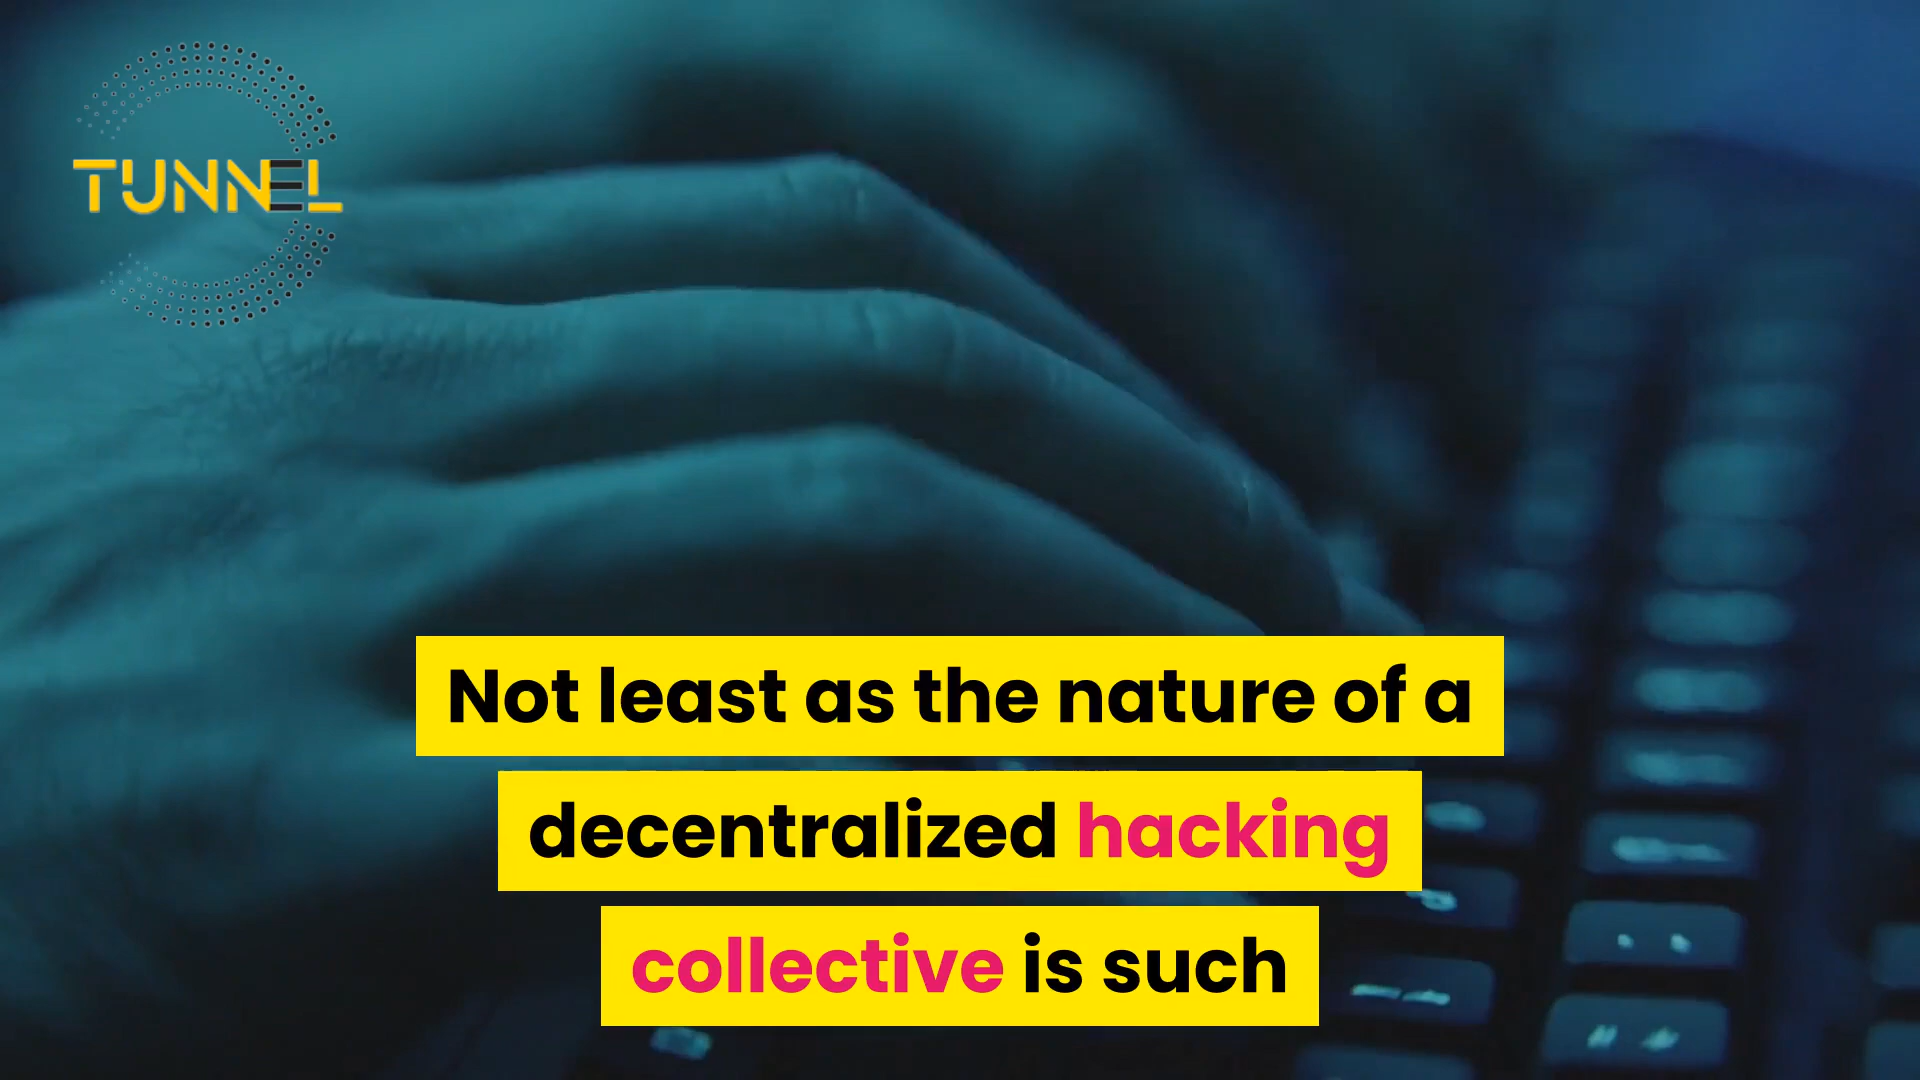 TUNNEL
Not least as the nature of a
decentralized hacking
collective is such